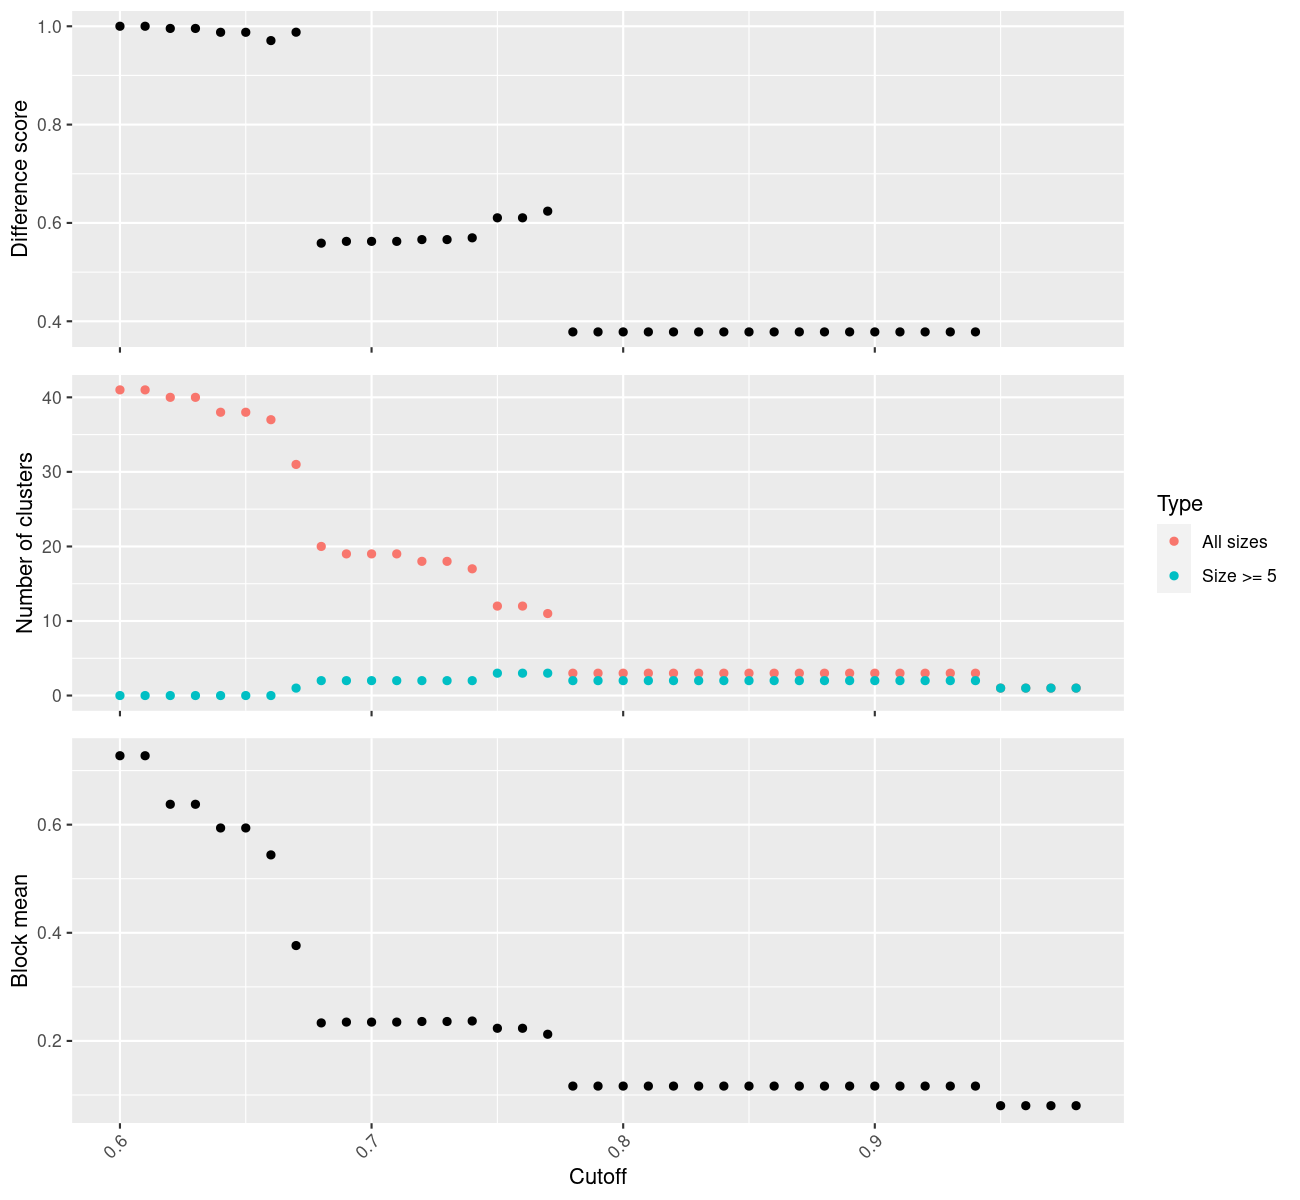 1.0
0.8
0.6
0.4
Difference score
40
30
20
10
0
Number of clusters
Type
All sizes
Size >= 5
0.6
0.4
0.2
Block mean
0.6
0.7
0.8
0.9
Cutoff